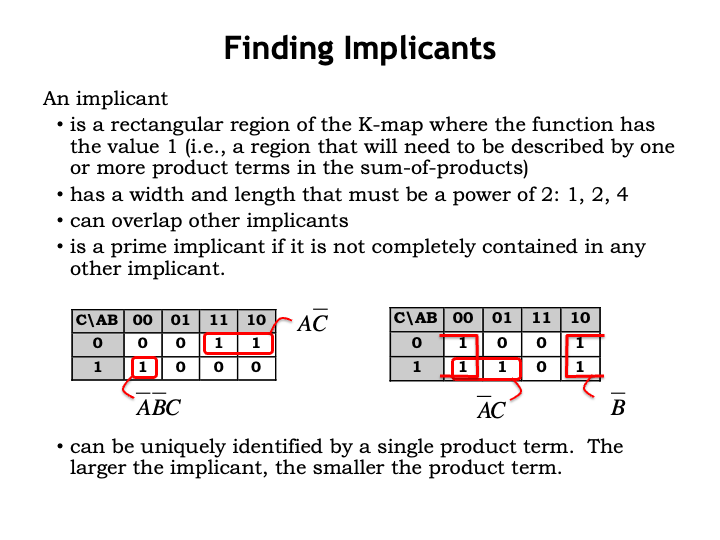 Finding Implicants
An implicant
• is a rectangular region of the K-map where the function has
the value 1 (i.e., a region that will need to be described by one
or more product terms in the sum-of-products)
• has a width and length that must be a power of 2: 1, 2, 4
• can overlap other implicants
• is a prime implicant if it is not completely contained in any
other implicant.
C\AB 00 01 11 10
0 0 0 1 1
1 1 0 0 0
AC̅
A̅B̅C
C\AB 00 01 11 10
0 1 0 0 1
1 1 1 0 1
A̅C
B̅
• can be uniquely identified by a single product term. The
larger the implicant, the smaller the product term.